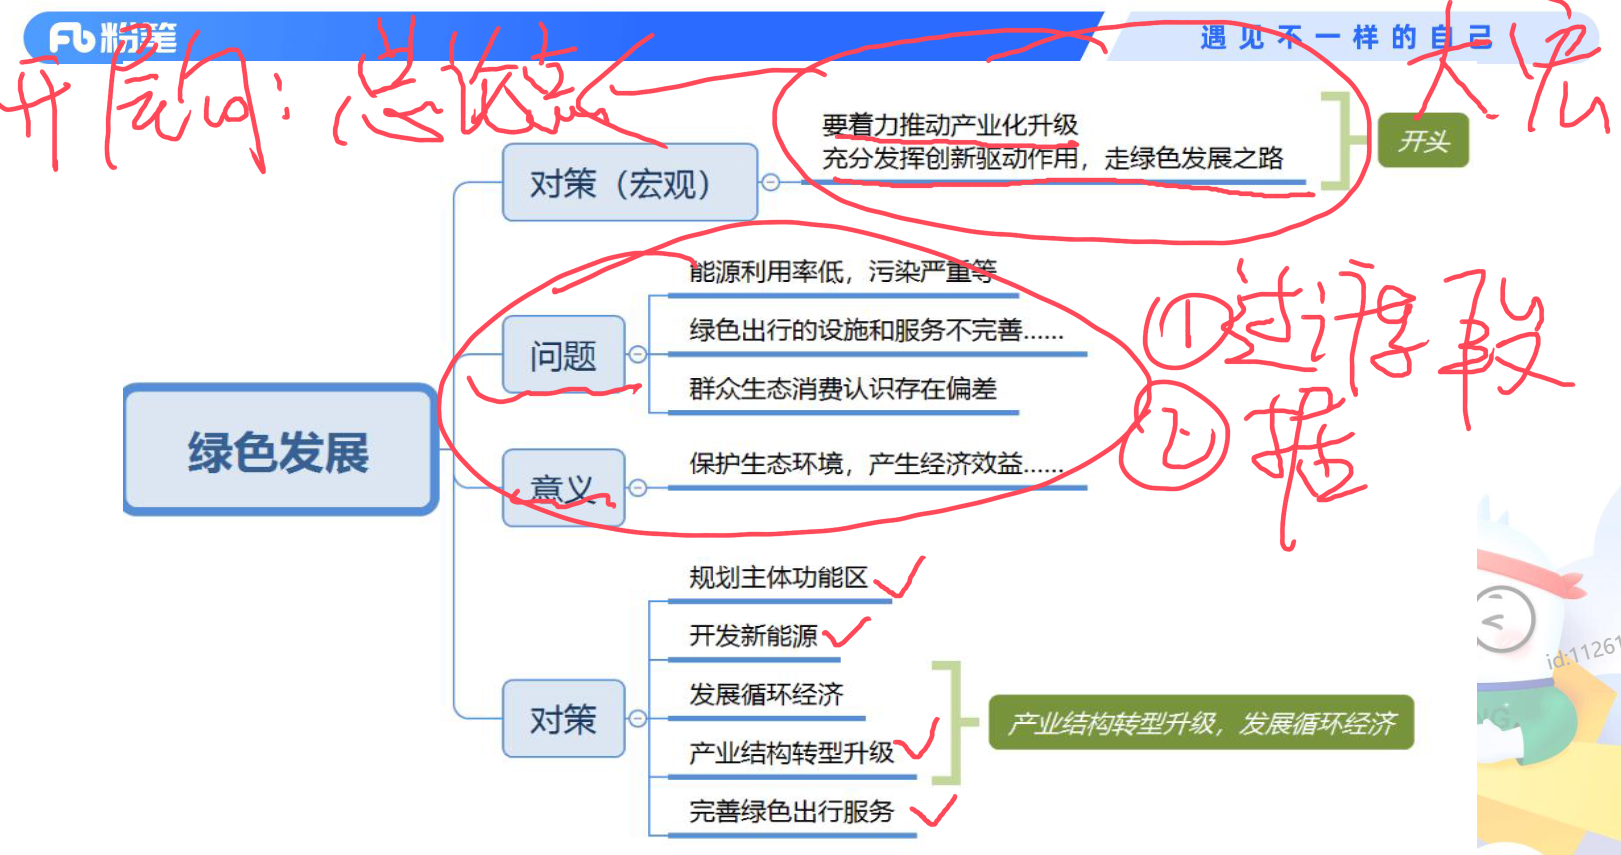 粉笔
遇见不一样的自己
开展的：总论点
大、宏
要着力推动产业化升级
充分发挥创新驱动作用，走绿色发展之路
开头
对策（宏观）
能源利用率低，污染严重等
绿色出行的设施和服务不完善……
群众生态消费认识存在偏差
问题
①过渡段
② 措
绿色发展
保护生态环境，产生经济效益……
意义
规划主体功能区
开发新能源
发展循环经济
产业结构转型升级
完善绿色出行服务
对策
产业结构转型升级，发展循环经济
id:11261